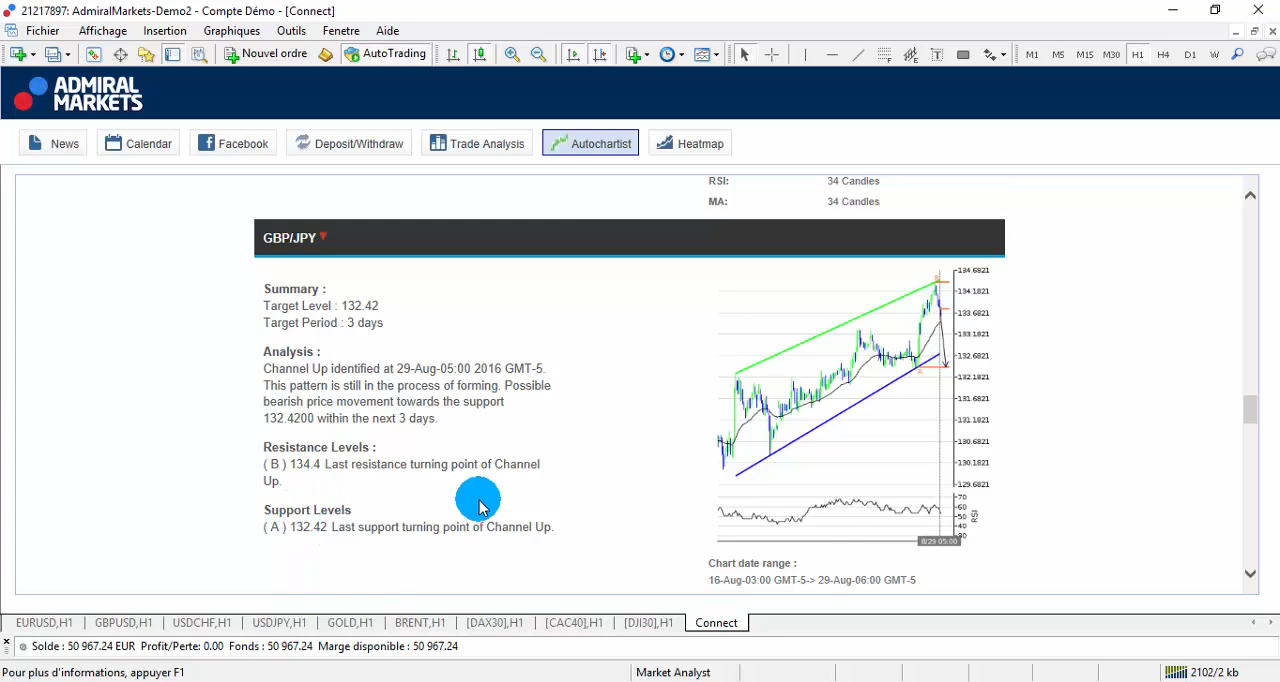 21217897: AdmiralMarkets-Demo2 - Compte Démo - [Connect]
Fichier Affichage Insertion Graphiques Outils Fenetre Aide
Nouvel ordre AutoTrading M1 M5 M15 M30 H1 H4 D1 W
ADMIRAL
MARKETS
News Calendar Facebook Deposit/Withdraw Trade Analysis Autochartist Heatmap
RSI: 34 Candles
MA: 34 Candles
GBP/JPY
Summary :
Target Level : 132.42
Target Period : 3 days
Analysis :
Channel Up identified at 29-Aug-05:00 2016 GMT-5.
This pattern is still in the process of forming. Possible
bearish price movement towards the support
132.4200 within the next 3 days.
Resistance Levels :
( B ) 134.4 Last resistance turning point of Channel
Up.
Support Levels
( A ) 132.42 Last support turning point of Channel Up.
134.6821
134.1821
133.6821
133.1821
132.6821
132.1821
131.6821
131.1821
130.6821
130.1821
129.6821
70
60
50
40
30
RSI
8/29 05:00
Chart date range :
16-Aug-03:00 GMT-5-> 29-Aug-06:00 GMT-5
EURUSD,H1 GBPUSD,H1 USDCHF,H1 USDJPY,H1 GOLD,H1 BRENT,H1 [DAX30],H1 [CAC40],H1 [DJI30],H1 Connect
Solde : 50 967.24 EUR Profit/Perte: 0.00 Fonds : 50 967.24 Marge disponible : 50 967.24
Pour plus d'informations, appuyer F1 Market Analyst 2102/2 kb